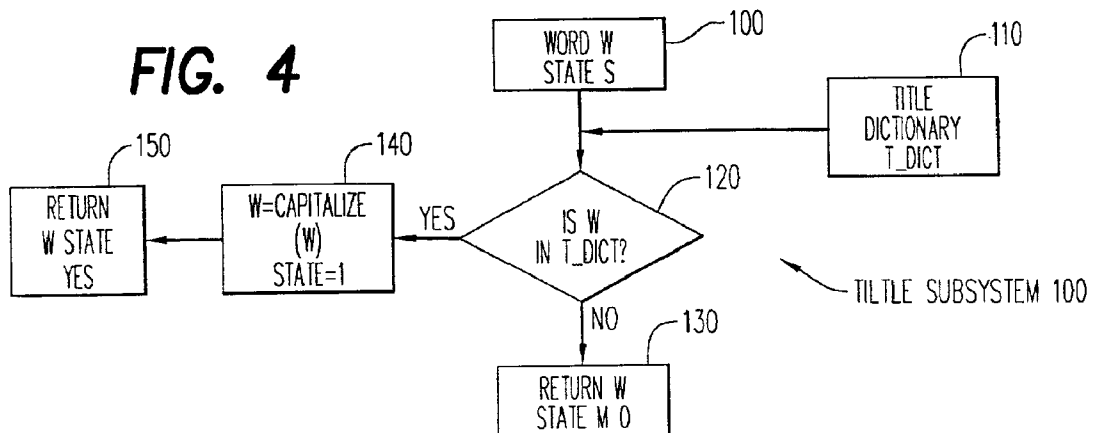 FIG. 4
100
WORD W
STATE S
110
TITLE
DICTIONARY
T_DICT
120
IS W
IN T_DICT?
YES
140
W=CAPITALIZE
(W)
STATE=1
150
RETURN
W STATE
YES
NO
130
RETURN W
STATE M 0
TILTLE SUBSYSTEM 100